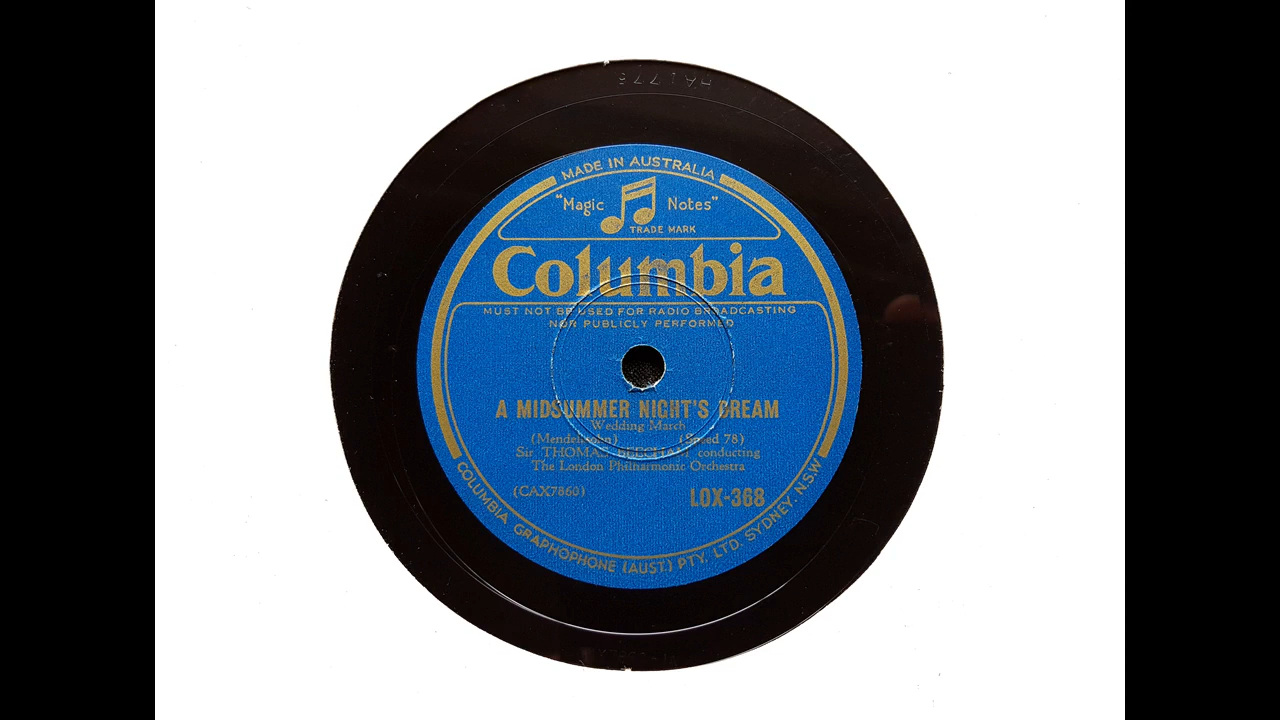 MADE IN AUSTRALIA
"Magic Notes"
TRADE MARK
Columbia
MUST NOT BE USED FOR RADIO BROADCASTING
NOR PUBLICLY PERFORMED
A MIDSUMMER NIGHT'S DREAM
Wedding March
(Mendelssohn) (Speed 78)
Sir THOMAS BEECHAM conducting
The London Philharmonic Orchestra
(CAX7860) LOX-368
COLUMBIA GRAPHOPHONE (AUST.) PTY. LTD. SYDNEY. N.S.W